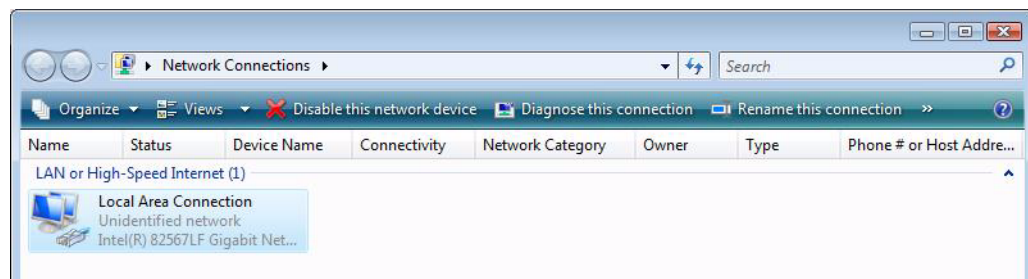 Network Connections
Search
Organize Views Disable this network device Diagnose this connection Rename this connection » ?
Name Status Device Name Connectivity Network Category Owner Type Phone # or Host Addre...
LAN or High-Speed Internet (1)
Local Area Connection
Unidentified network
Intel(R) 82567LF Gigabit Net...